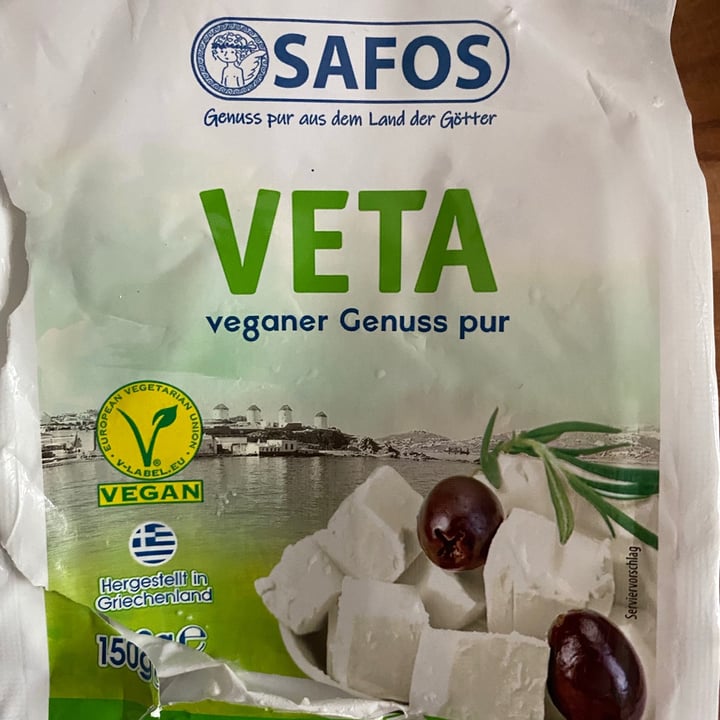 SAFOS
Genuss pur aus dem Land der Götter
VETA
veganer Genuss pur
EUROPEAN VEGETARIAN UNION
V-LABEL.EU
®
VEGAN
Hergestellt in
Griechenland
150g e
Serviervorschlag